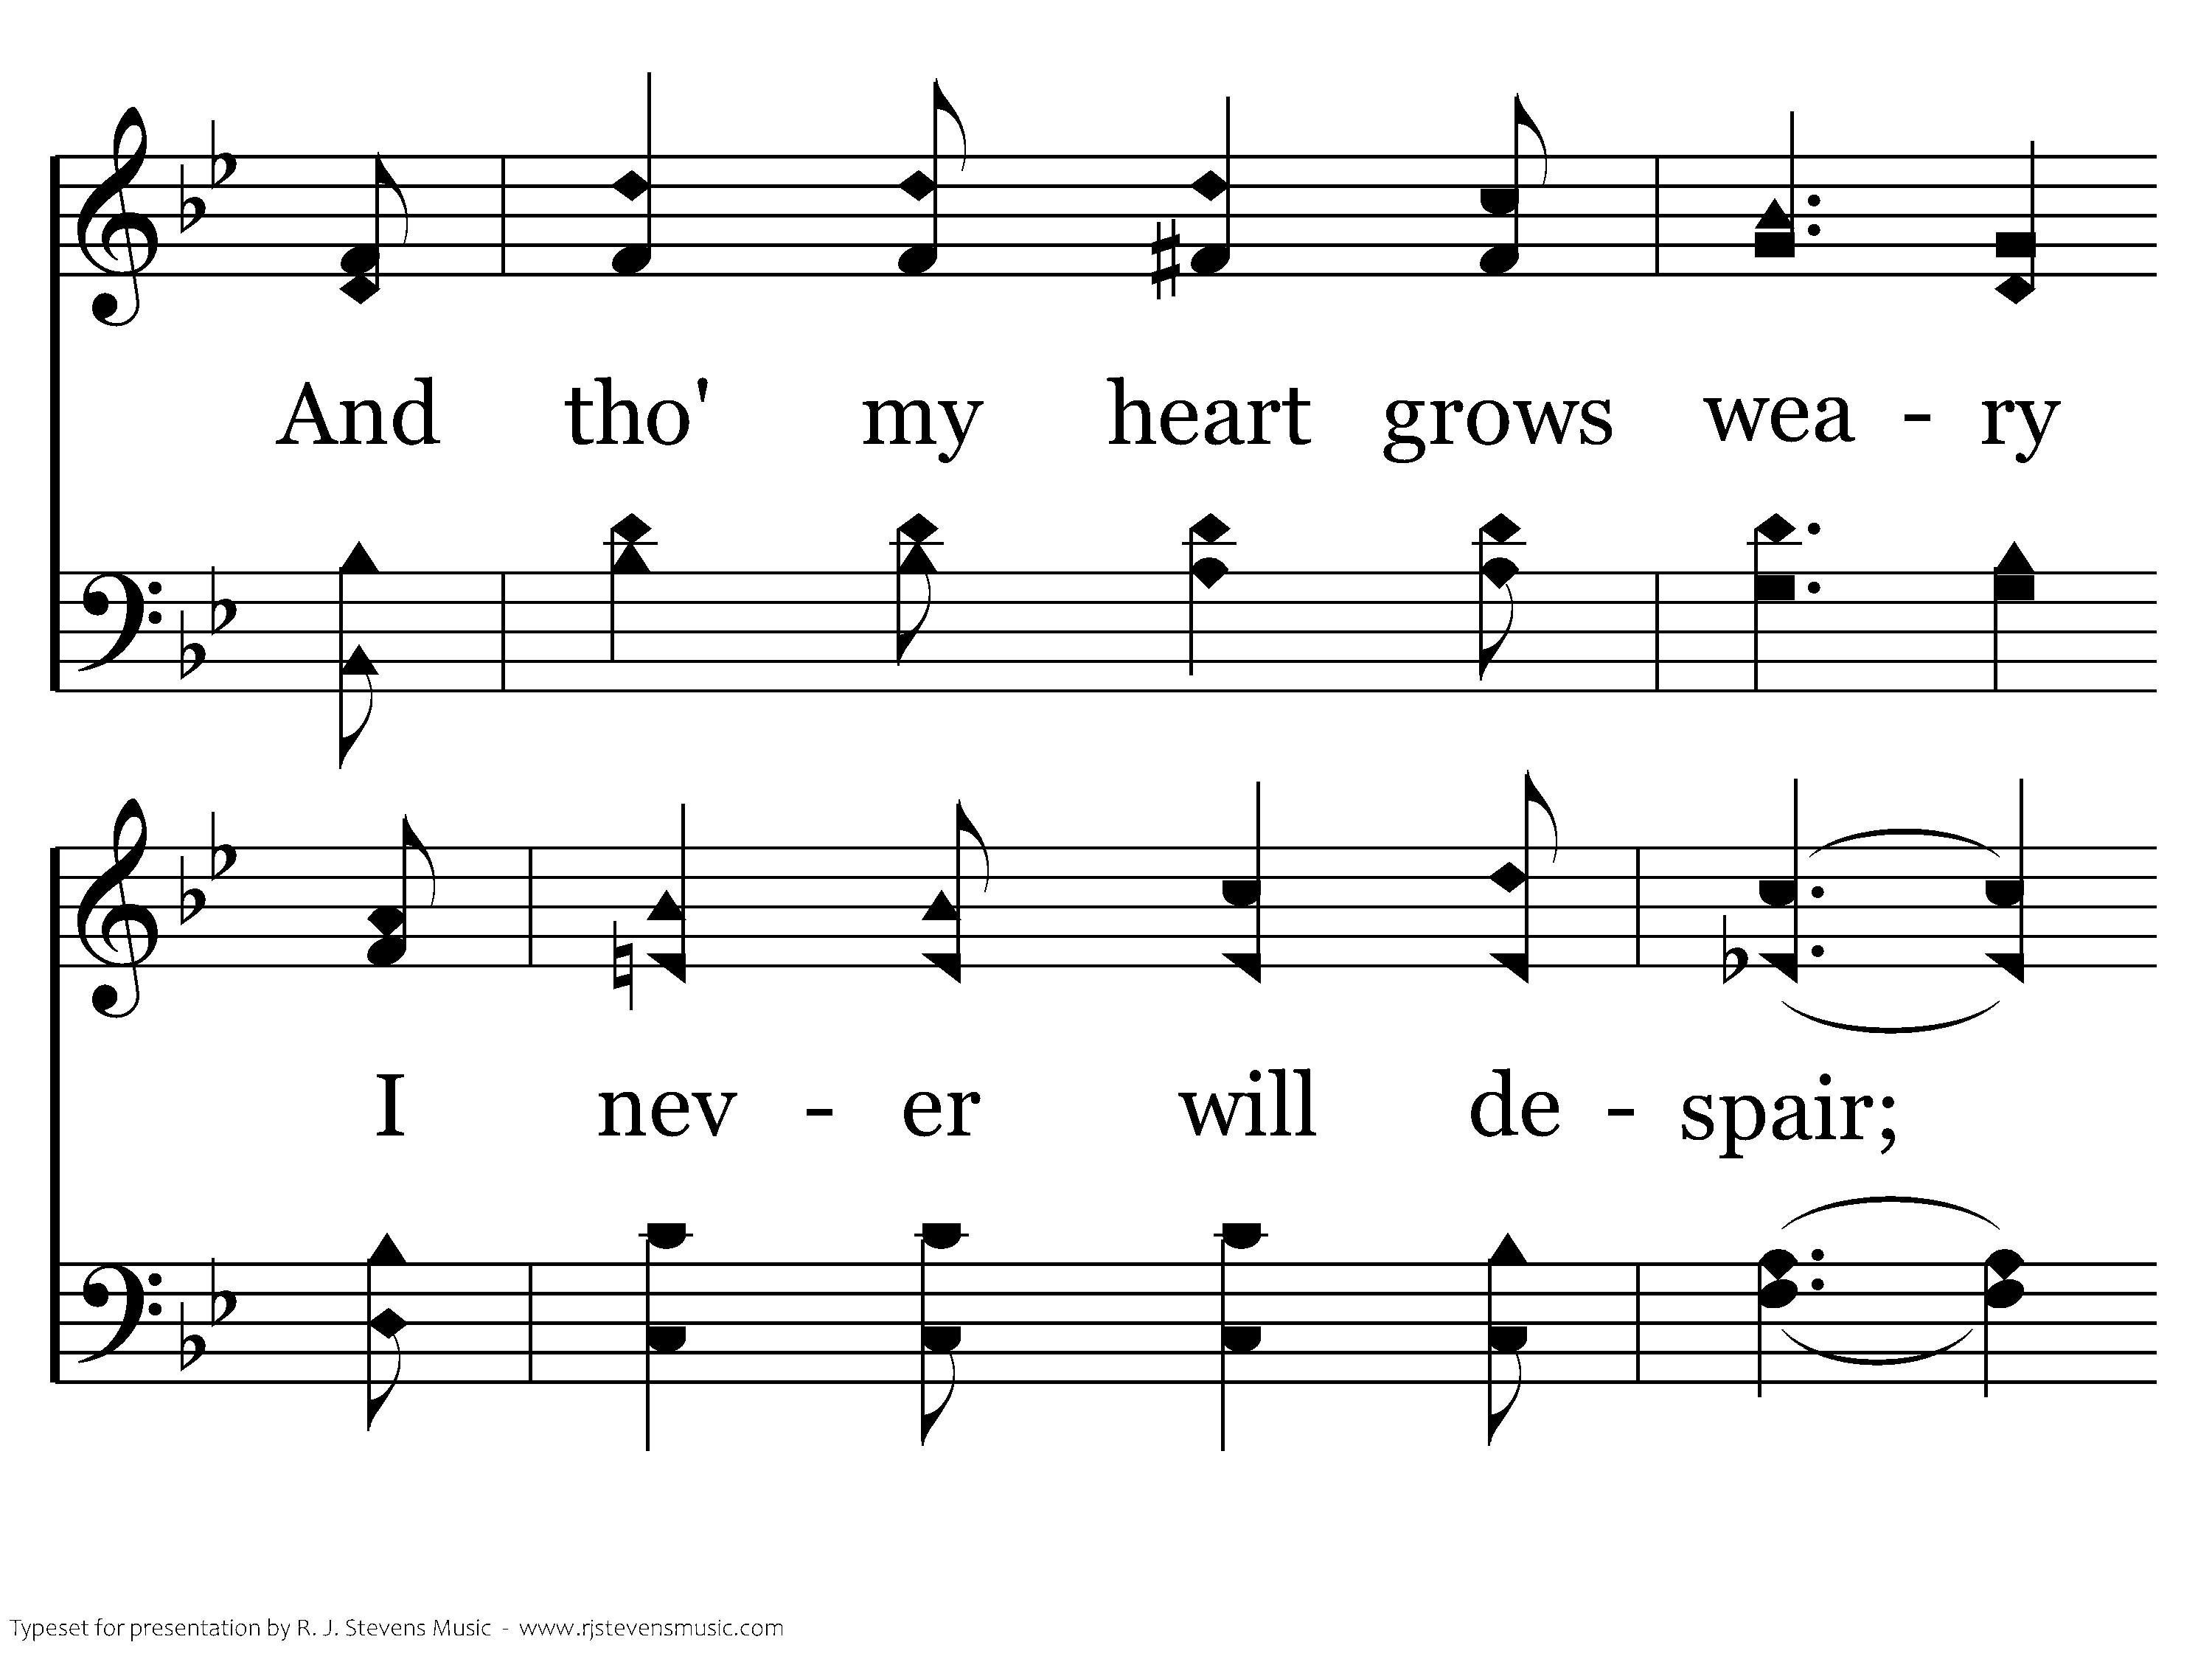 And tho' my heart grows wea - ry
I nev - er will de - spair;
Typeset for presentation by R. J. Stevens Music - www.rjstevensmusic.com